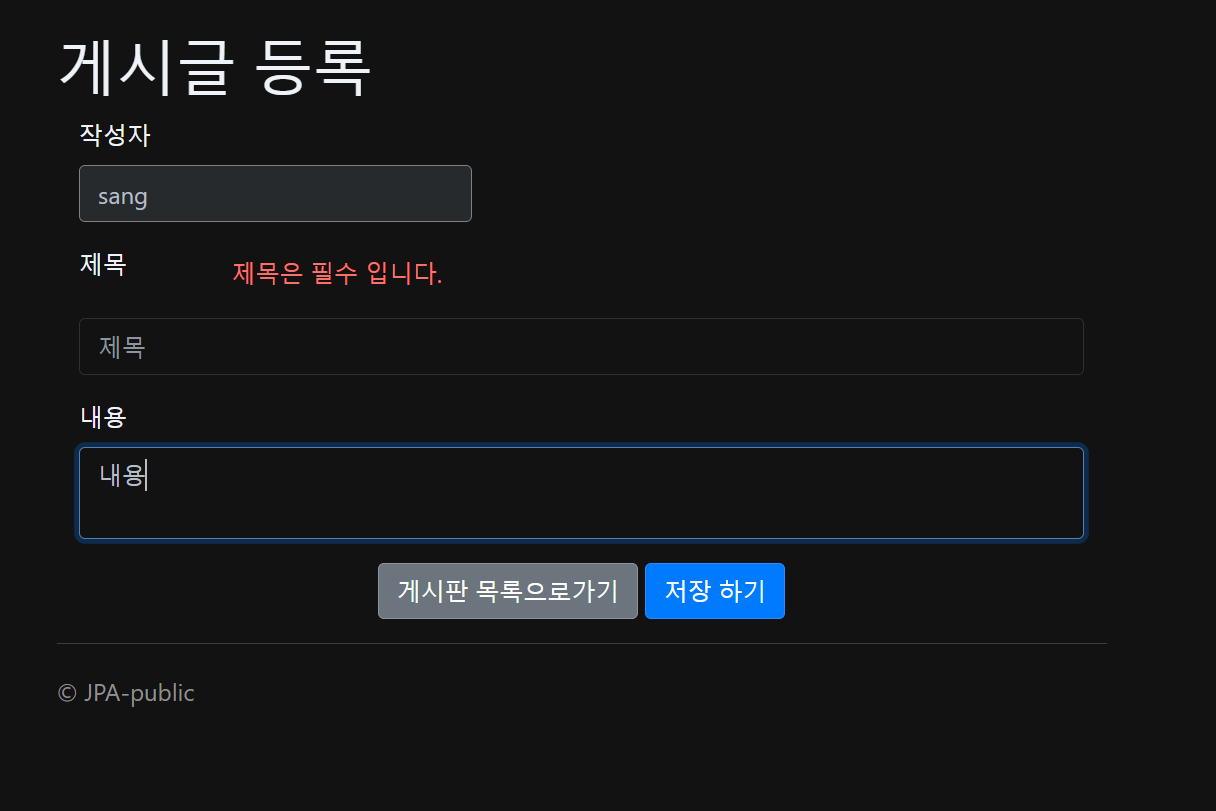 게시글 등록
작성자
sang
제목 제목은 필수 입니다.
제목
내용
내용
게시판 목록으로가기 저장 하기
© JPA-public